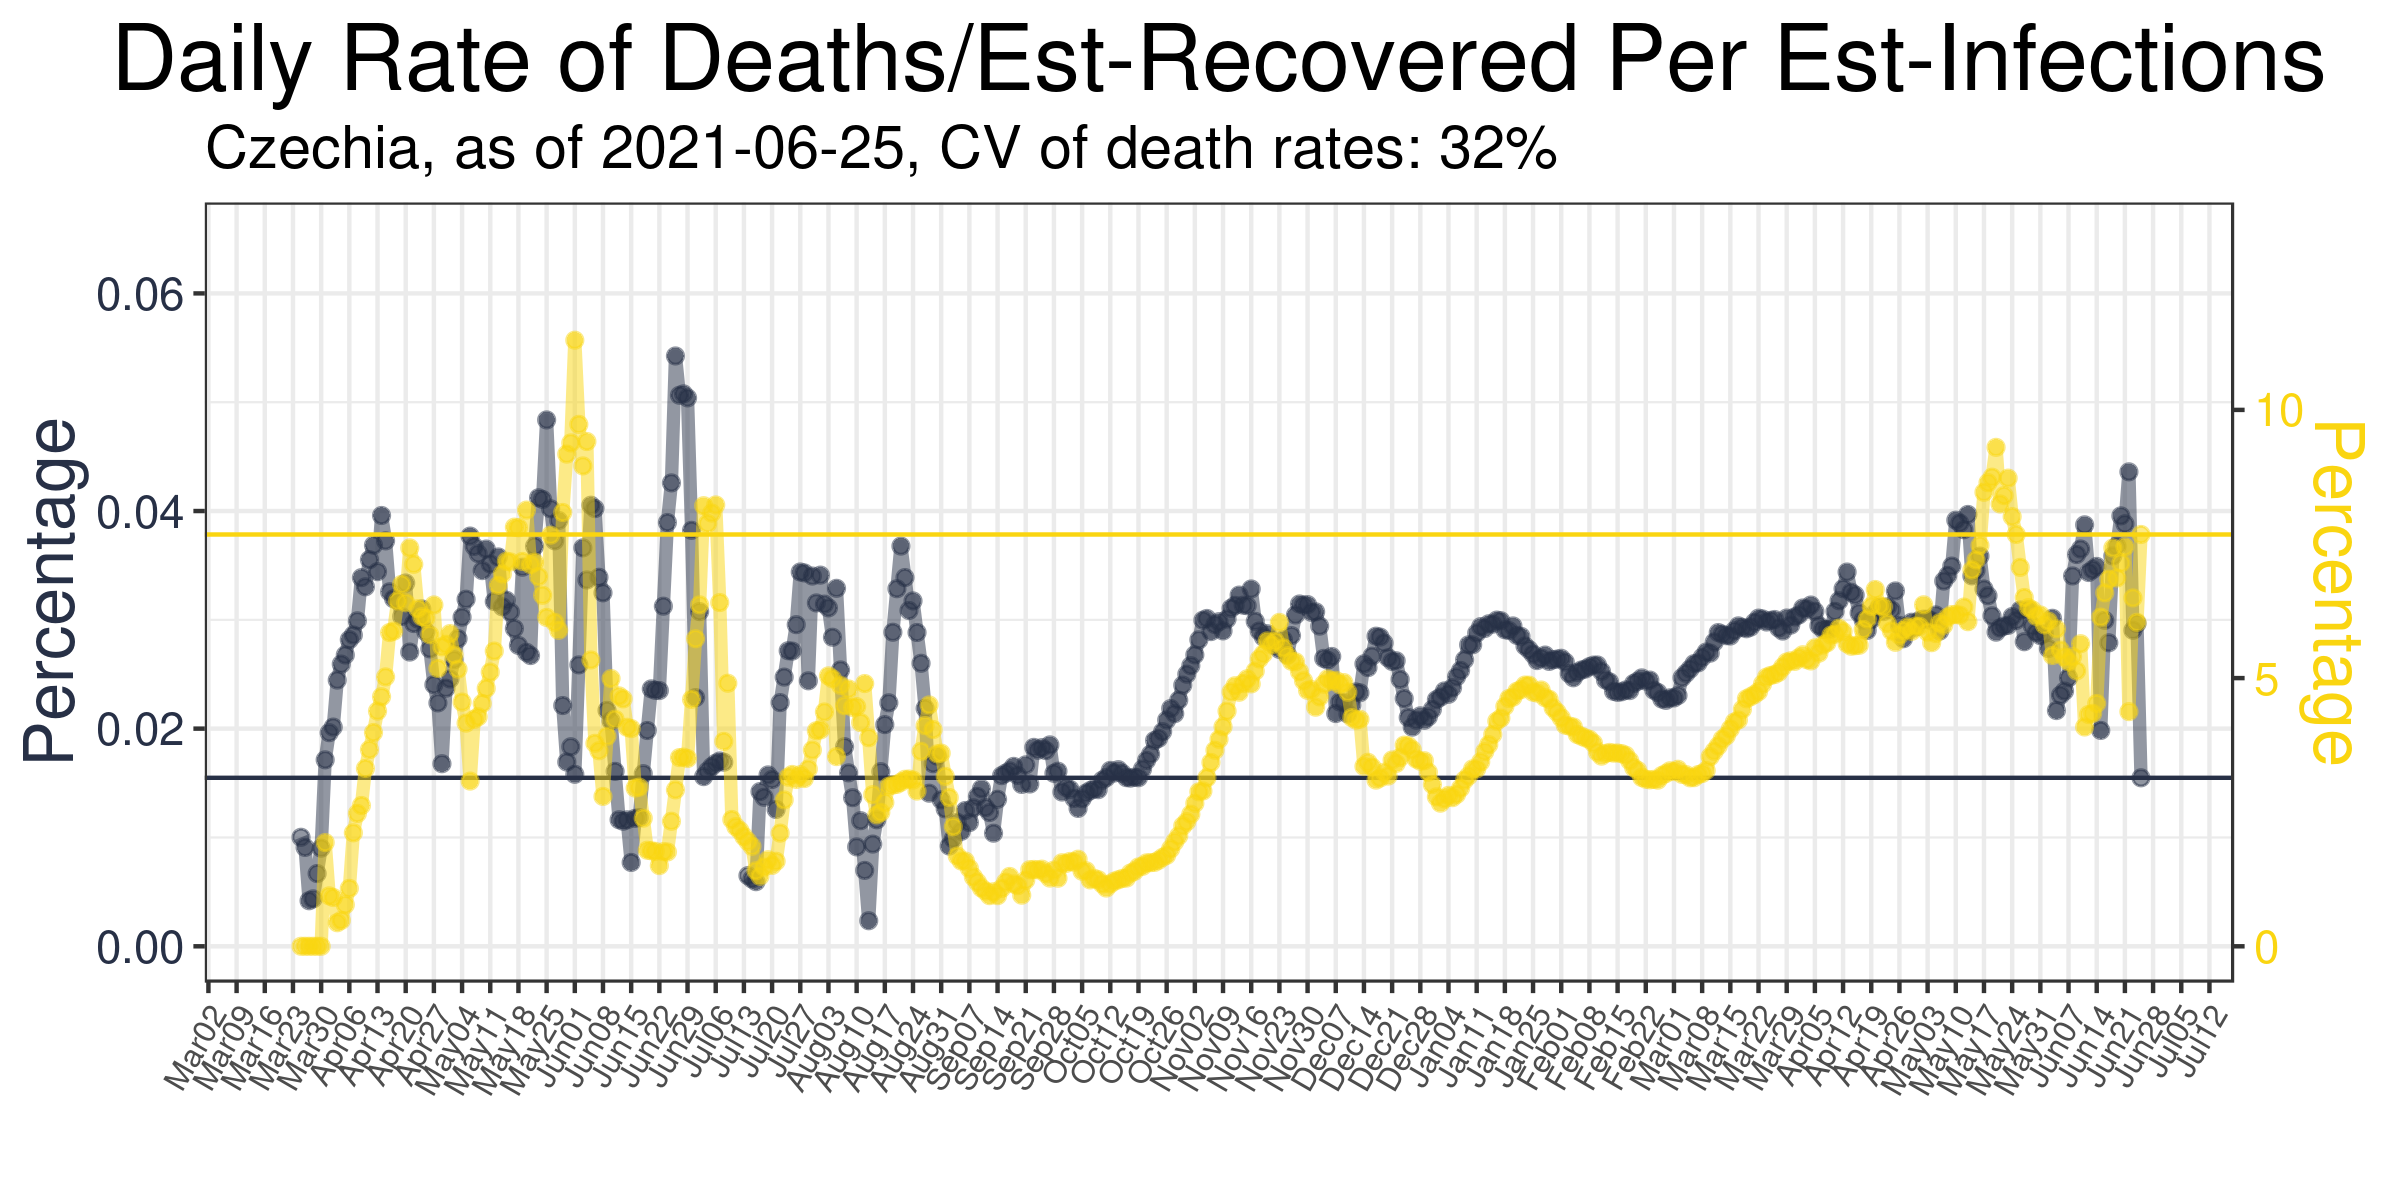 Daily Rate of Deaths/Est-Recovered Per Est-Infections
Czechia, as of 2021-06-25, CV of death rates: 32%
Percentage
0.06
0.04
0.02
0.00
10
5
0
Percentage
Mar02
Mar09
Mar16
Mar23
Mar30
Apr06
Apr13
Apr20
Apr27
May04
May11
May18
May25
Jun01
Jun08
Jun15
Jun22
Jun29
Jul06
Jul13
Jul20
Jul27
Aug03
Aug10
Aug17
Aug24
Aug31
Sep07
Sep14
Sep21
Sep28
Oct05
Oct12
Oct19
Oct26
Nov02
Nov09
Nov16
Nov23
Nov30
Dec07
Dec14
Dec21
Dec28
Jan04
Jan11
Jan18
Jan25
Feb01
Feb08
Feb15
Feb22
Mar01
Mar08
Mar15
Mar22
Mar29
Apr05
Apr12
Apr19
Apr26
May03
May10
May17
May24
May31
Jun07
Jun14
Jun21
Jun28
Jul05
Jul12